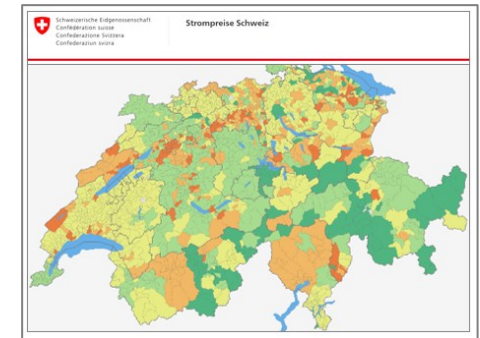 Schweizerische Eidgenossenschaft
Confédération suisse
Confederazione Svizzera
Confederaziun svizra
Strompreise Schweiz